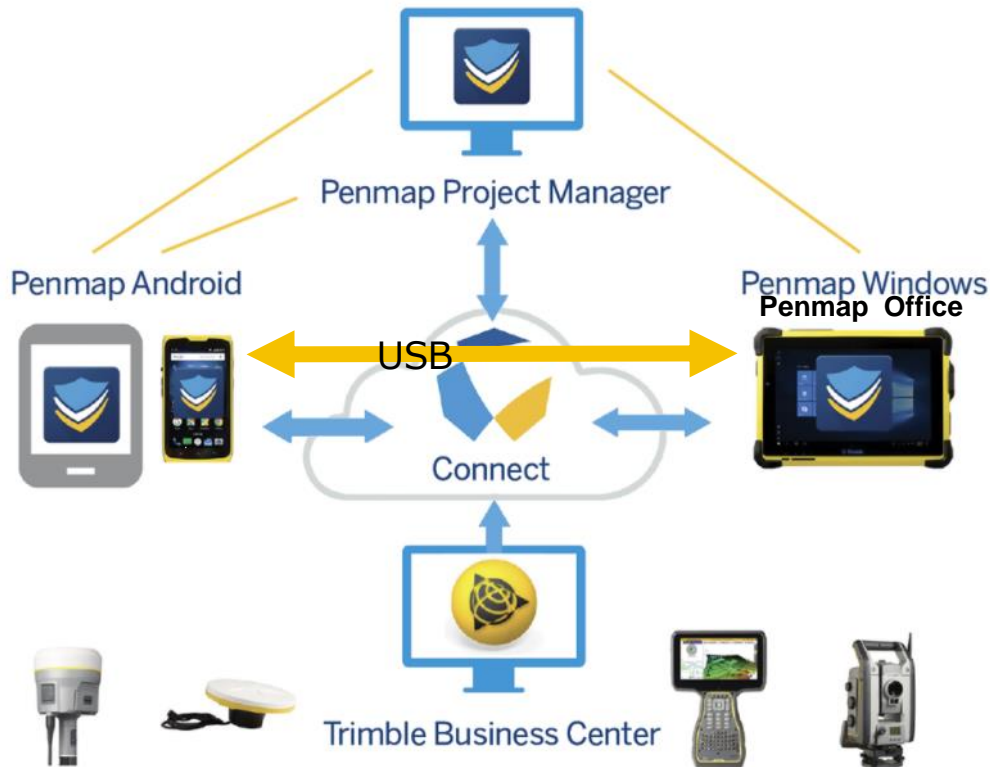 Penmap Project Manager
Penmap Android
Penmap Windows
Penmap Office
USB
Connect
Trimble Business Center